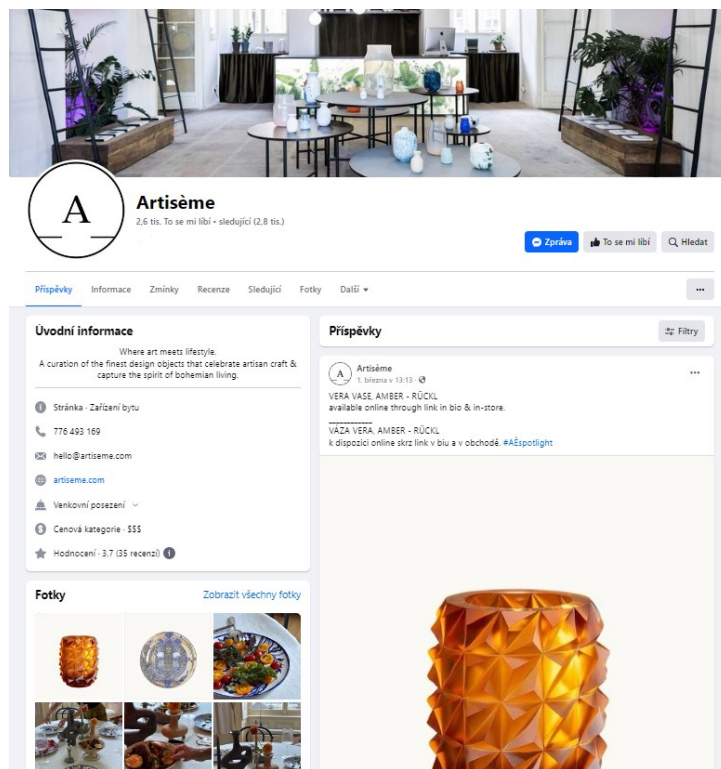 A
Artisème
2,6 tis. To se mi líbí • sledující (2,8 tis.)
Zpráva
To se mi líbí
Hledat
Příspěvky
Informace
Zmínky
Recenze
Sledující
Fotky
Další
Úvodní informace
Where art meets lifestyle.
A curation of the finest design objects that celebrate artisan craft &
capture the spirit of bohemian living.
Stránka · Zařízení bytu
776 493 169
hello@artiseme.com
artiseme.com
Venkovní posezení
Cenová kategorie · $$$
Hodnocení · 3,7 (35 recenzí)
Fotky
Zobrazit všechny fotky
Příspěvky
Filtry
A
Artisème
1. března v 13:13 ·
VERA VASE, AMBER - RÜCKL
available online through link in bio & in-store.
___________
VÁZA VERA, AMBER - RÜCKL
k dispozici online skrz link v biu a v obchodě. #AÈspotlight